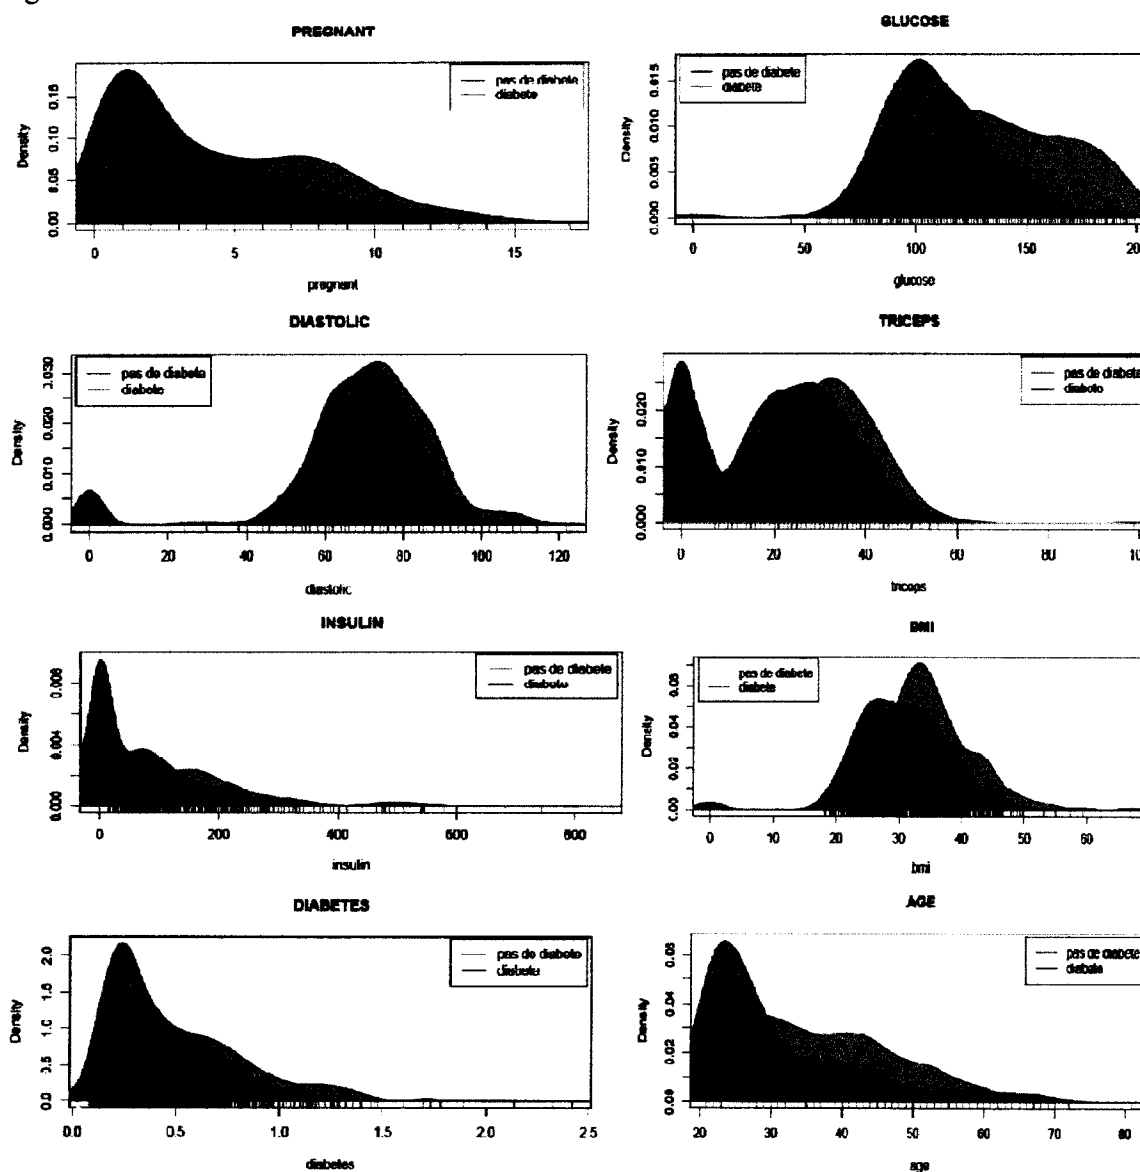 PREGNANT
Density
0.00 0.05 0.10 0.15
pas de diabete
diabete
0 5 10 15
pregnant
GLUCOSE
Density
0.000 0.005 0.010 0.015
pas de diabete
diabete
0 50 100 150
glucose
DIASTOLIC
Density
0.000 0.010 0.020 0.030
pas de diabete
diabete
0 20 40 60 80 100 120
diastolic
TRICEPS
Density
0.000 0.010 0.020
pas de diabete
diabete
0 20 40 60 80
triceps
INSULIN
Density
0.000 0.004 0.008
pas de diabete
diabete
0 200 400 600 800
insulin
BMI
Density
0.00 0.02 0.04 0.06
pas de diabete
diabete
0 10 20 30 40 50 60
bmi
DIABETES
Density
0.0 0.5 1.0 1.5 2.0
pas de diabete
diabete
0.0 0.5 1.0 1.5 2.0 2.5
diabetes
AGE
Density
0.00 0.02 0.04 0.06
pas de diabete
diabete
20 30 40 50 60 70 80
age